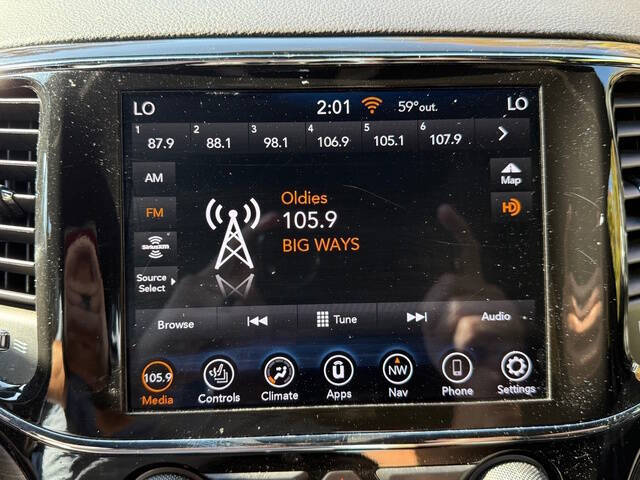 LO 2:01 59° out. LO
1 87.9 2 88.1 3 98.1 4 106.9 5 105.1 6 107.9
AM
Map
Oldies
FM
105.9
HD
BIG WAYS
SiriusXM
Source
Select
Browse Tune Audio
105.9 NW
Media Controls Climate Apps Nav Phone Settings